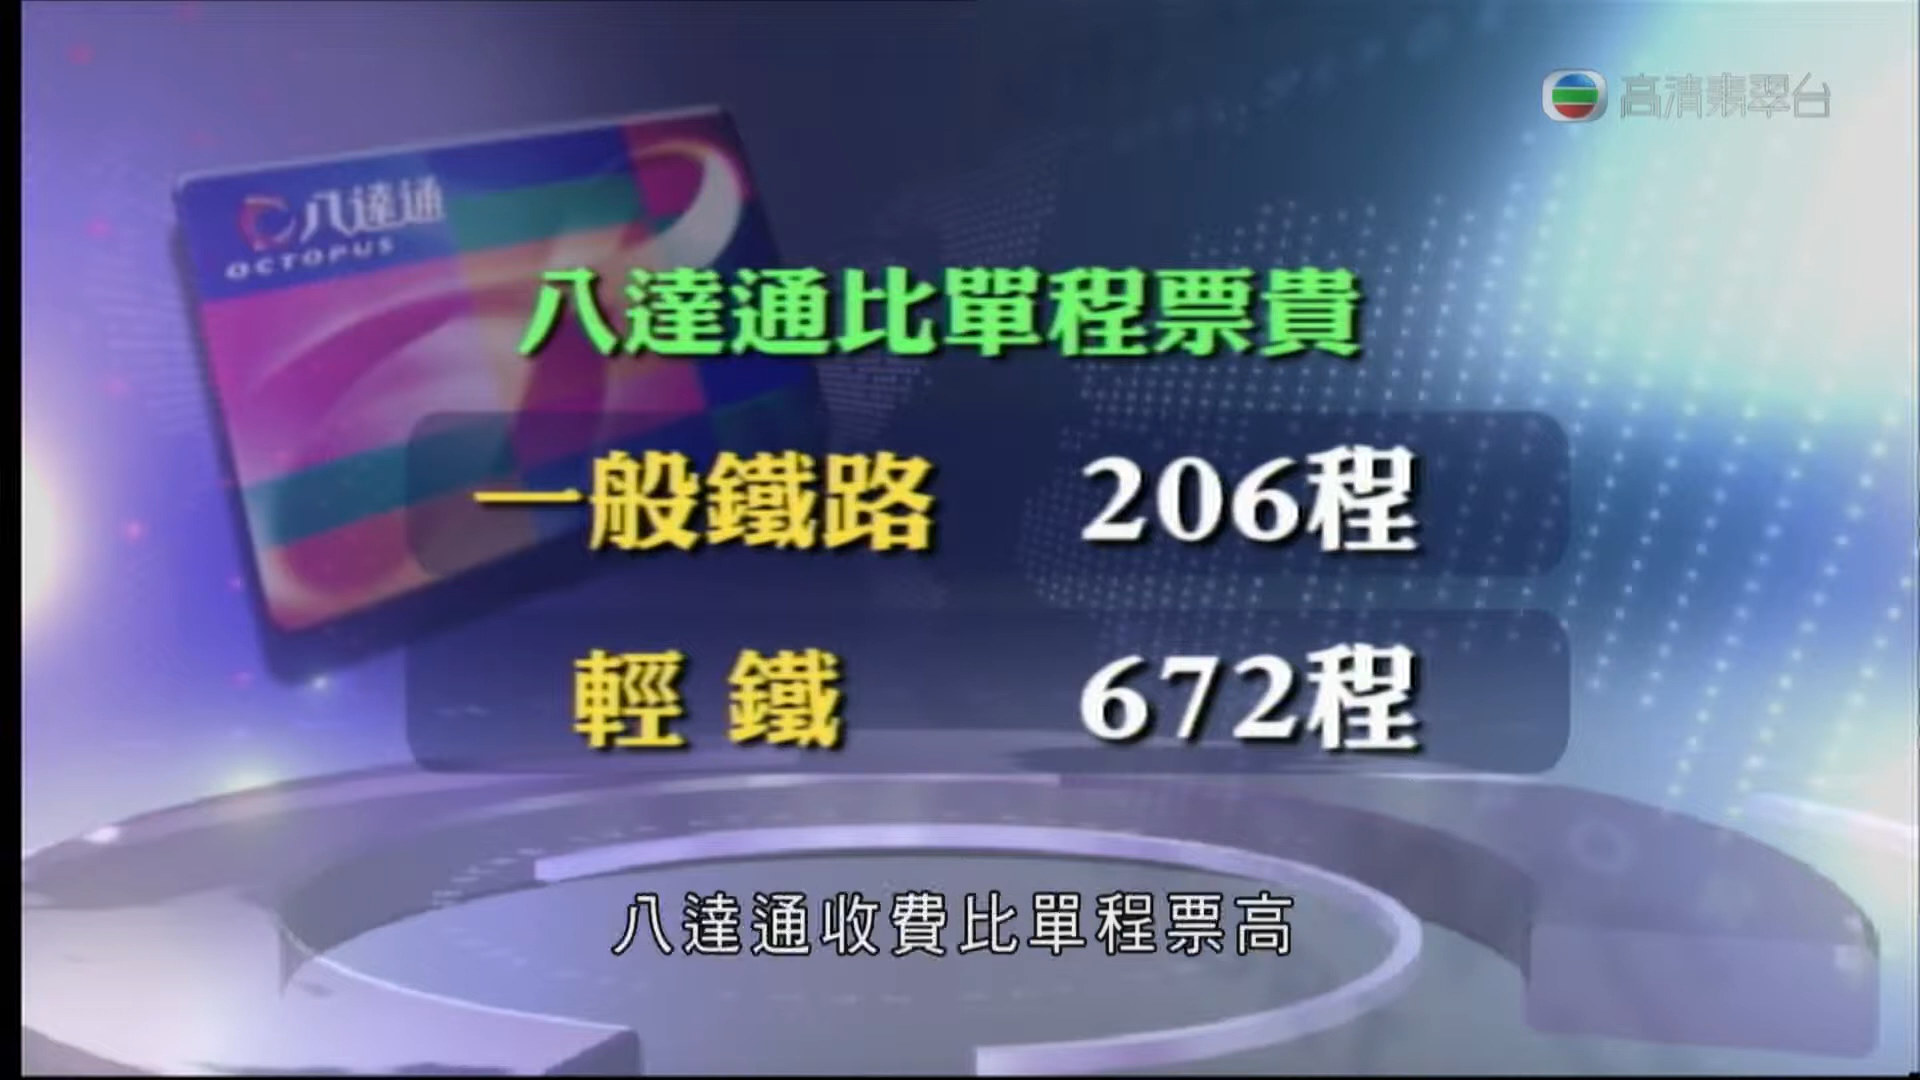 高清翡翠台
八達通
OCTOPUS
八達通比單程票貴
一般鐵路 206程
輕鐵 672程
八達通收費比單程票高